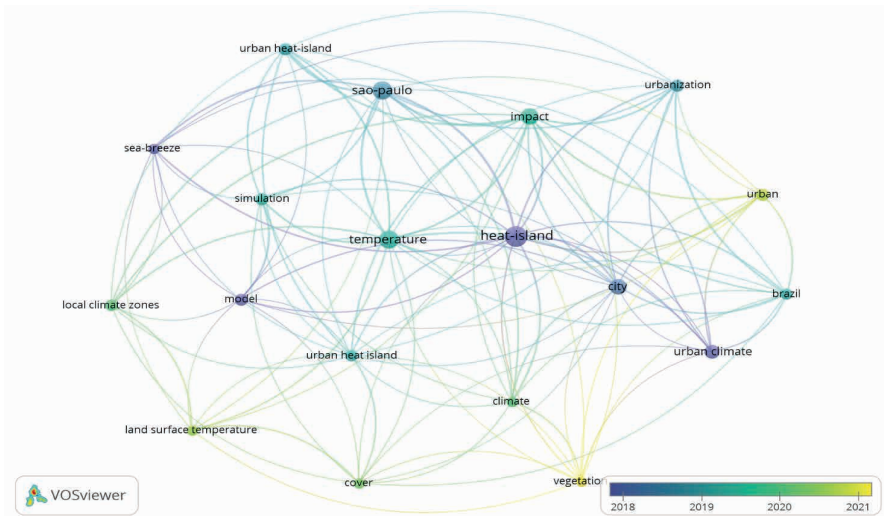 urban heat-island
sao-paulo
urbanization
impact
sea-breeze
simulation
urban
temperature
heat-island
city
brazil
local climate zones
model
urban heat island
urban climate
climate
land surface temperature
cover
vegetation
VOSviewer
2018 2019 2020 2021